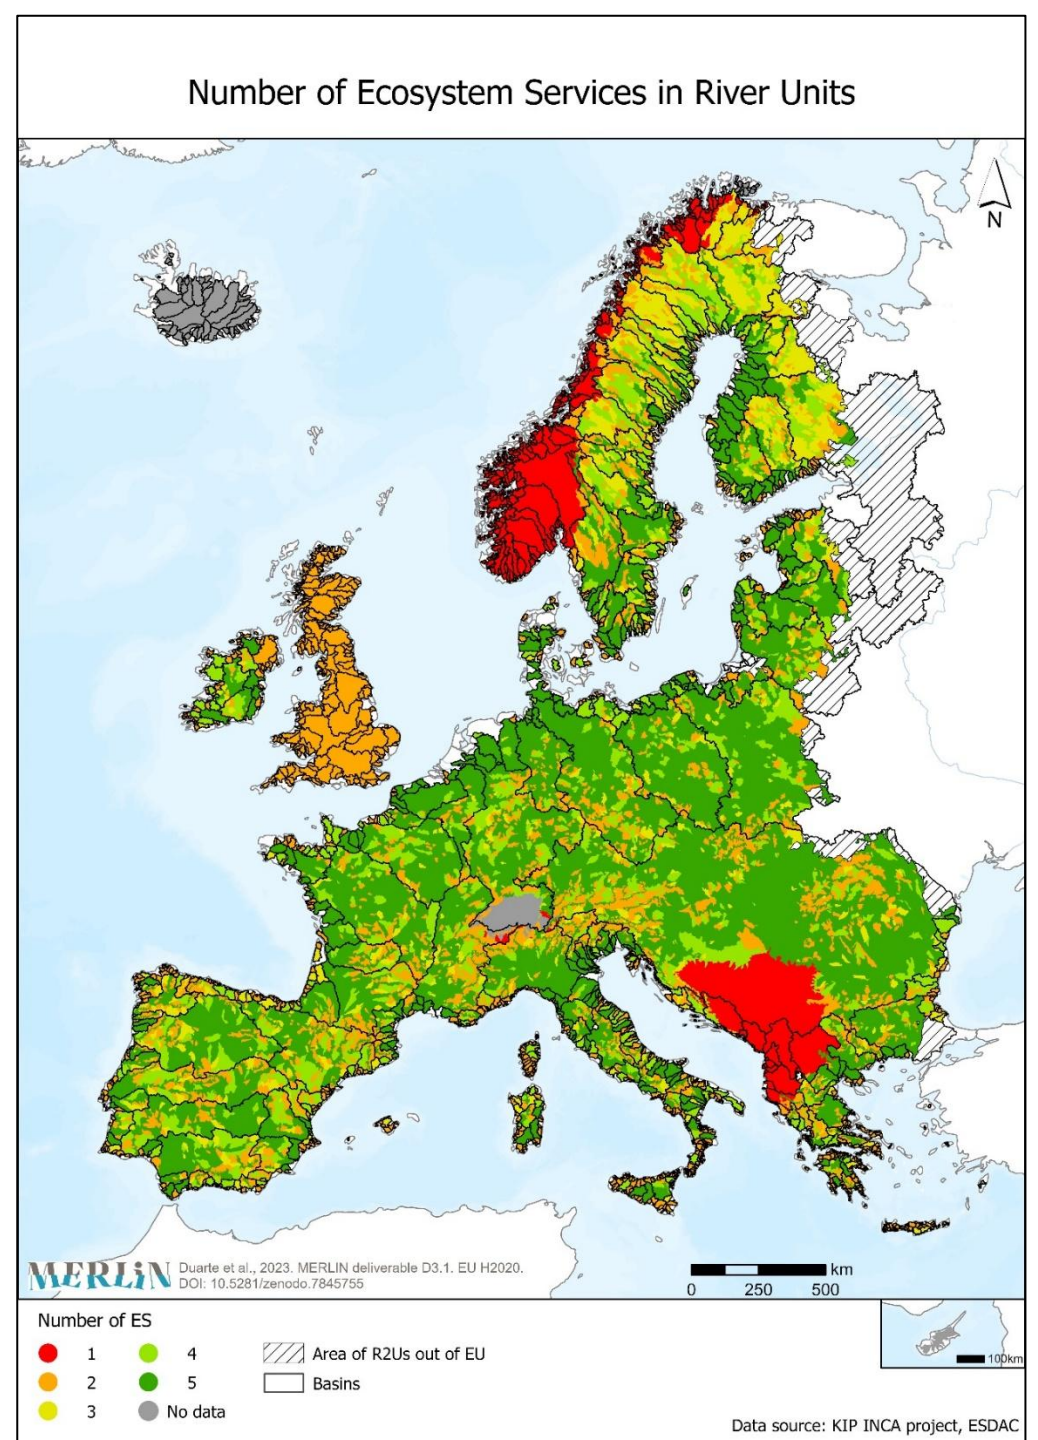 Number of Ecosystem Services in River Units
N
MERLiN
Duarte et al., 2023. MERLIN deliverable D3.1. EU H2020.
DOI: 10.5281/zenodo.7845755
km
0 250 500
Number of ES
1
2
3
4
5
No data
Area of R2Us out of EU
Basins
100km
Data source: KIP INCA project, ESDAC